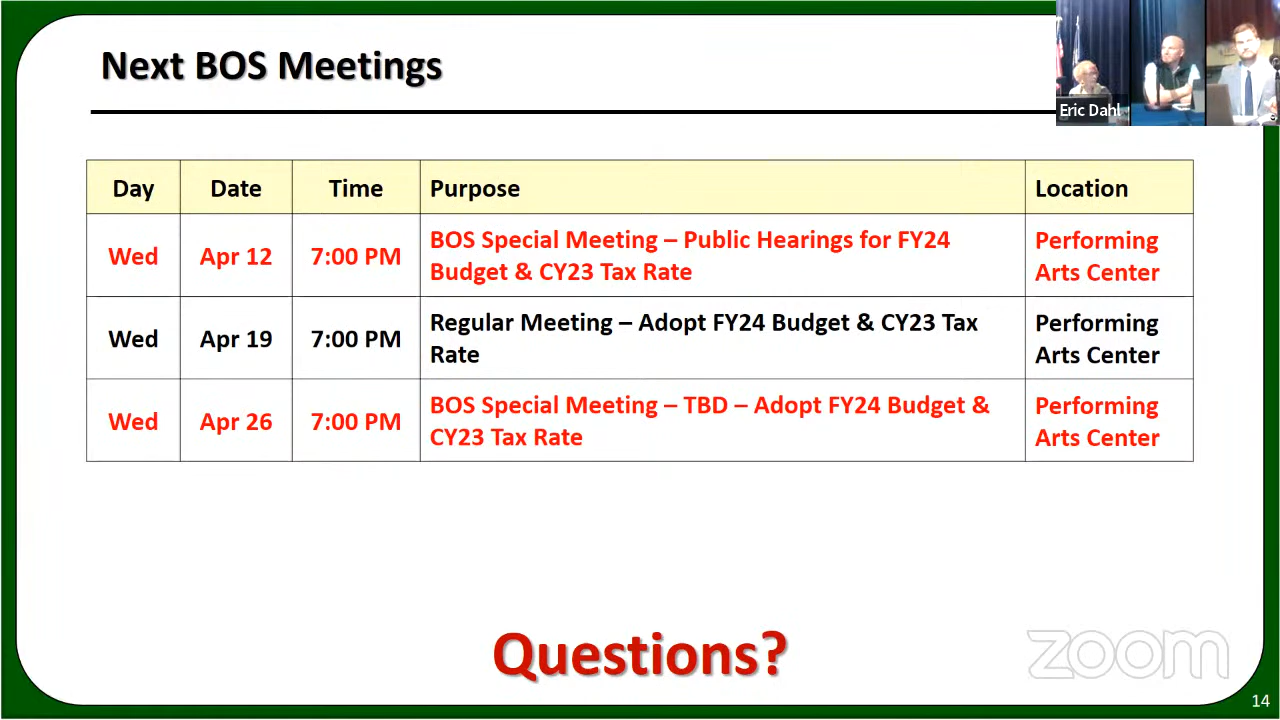 Next BOS Meetings
Eric Dahl
Day Date Time Purpose Location
Wed Apr 12 7:00 PM BOS Special Meeting – Public Hearings for FY24 Performing
Budget & CY23 Tax Rate Arts Center
Wed Apr 19 7:00 PM Regular Meeting – Adopt FY24 Budget & CY23 Tax Performing
Rate Arts Center
Wed Apr 26 7:00 PM BOS Special Meeting – TBD – Adopt FY24 Budget & Performing
CY23 Tax Rate Arts Center
Questions?
zoom
14